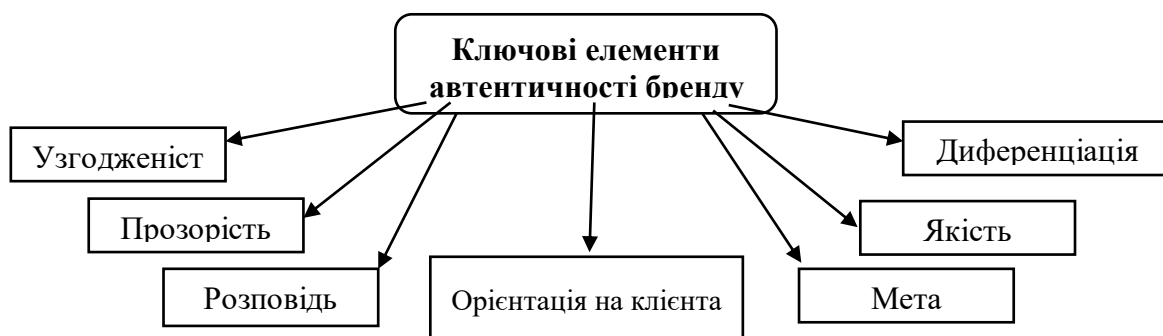 Ключові елементи
автентичності бренду
Узгодженіст
Диференціація
Прозорість
Якість
Розповідь
Орієнтація на клієнта
Мета